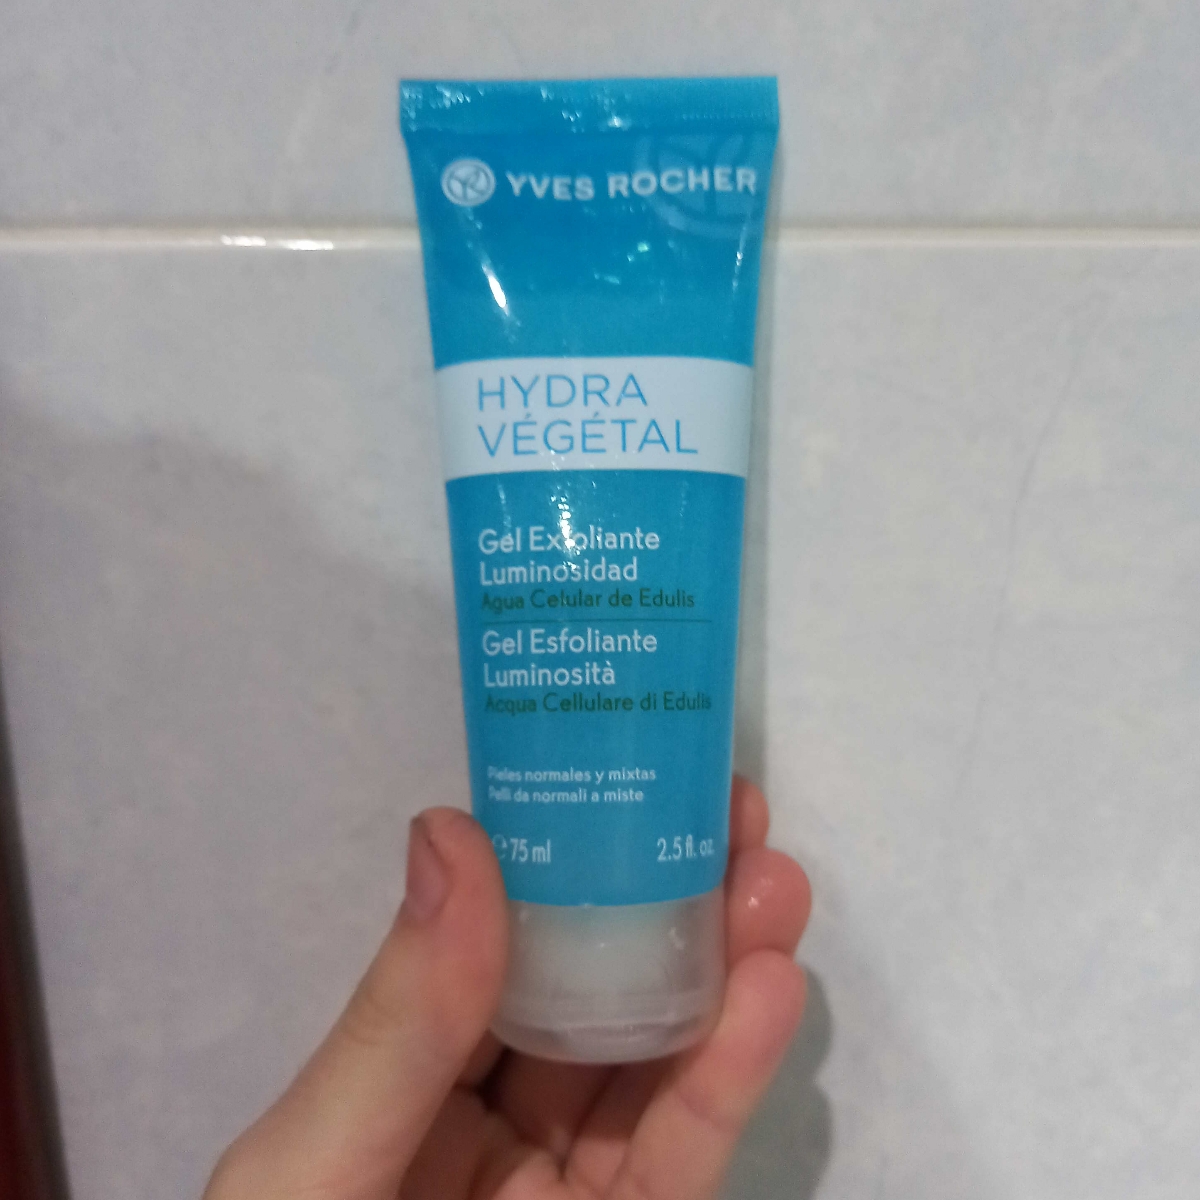 YVES ROCHER
HYDRA
VÉGÉTAL
Gel Exfoliante
Luminosidad
Agua Celular de Edulis
Gel Esfoliante
Luminosità
Acqua Cellulare di Edulis
Pieles normales y mixtas
Pelli da normali a miste
℮ 75 ml 2.5 fl. oz.